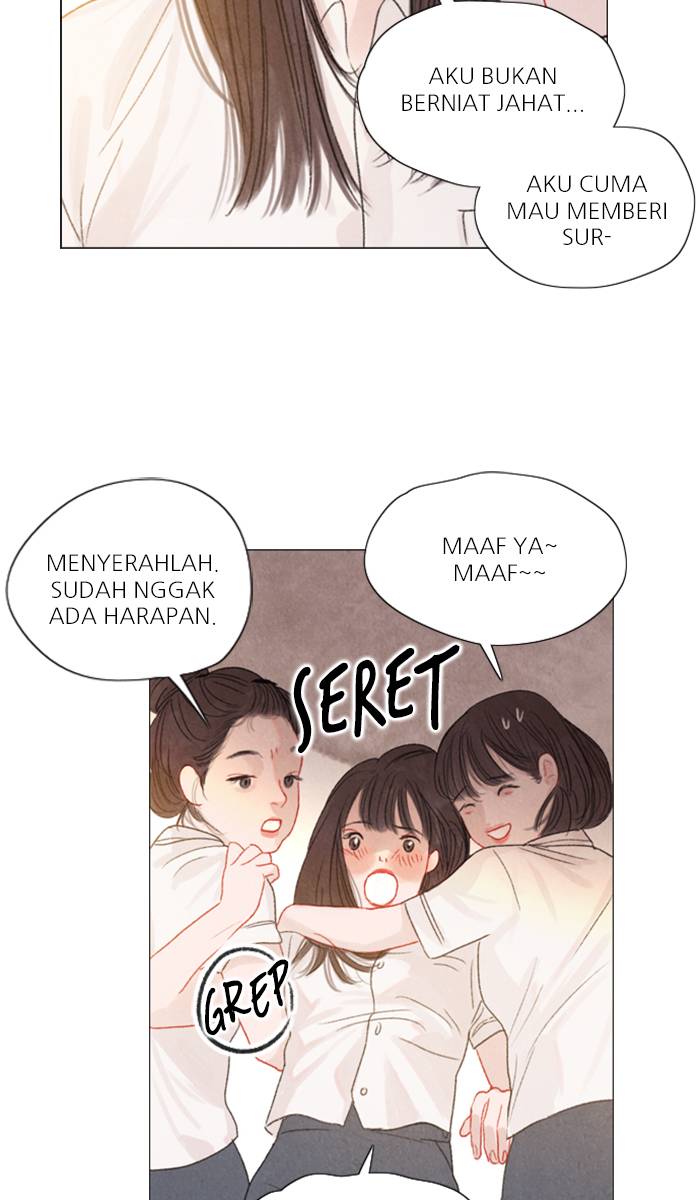 AKU BUKAN
BERNIAT JAHAT...
AKU CUMA
MAU MEMBERI
SUR-
MENYERAHLAH.
SUDAH NGGAK
ADA HARAPAN.
MAAF YA~
MAAF~~
SERET
GREP